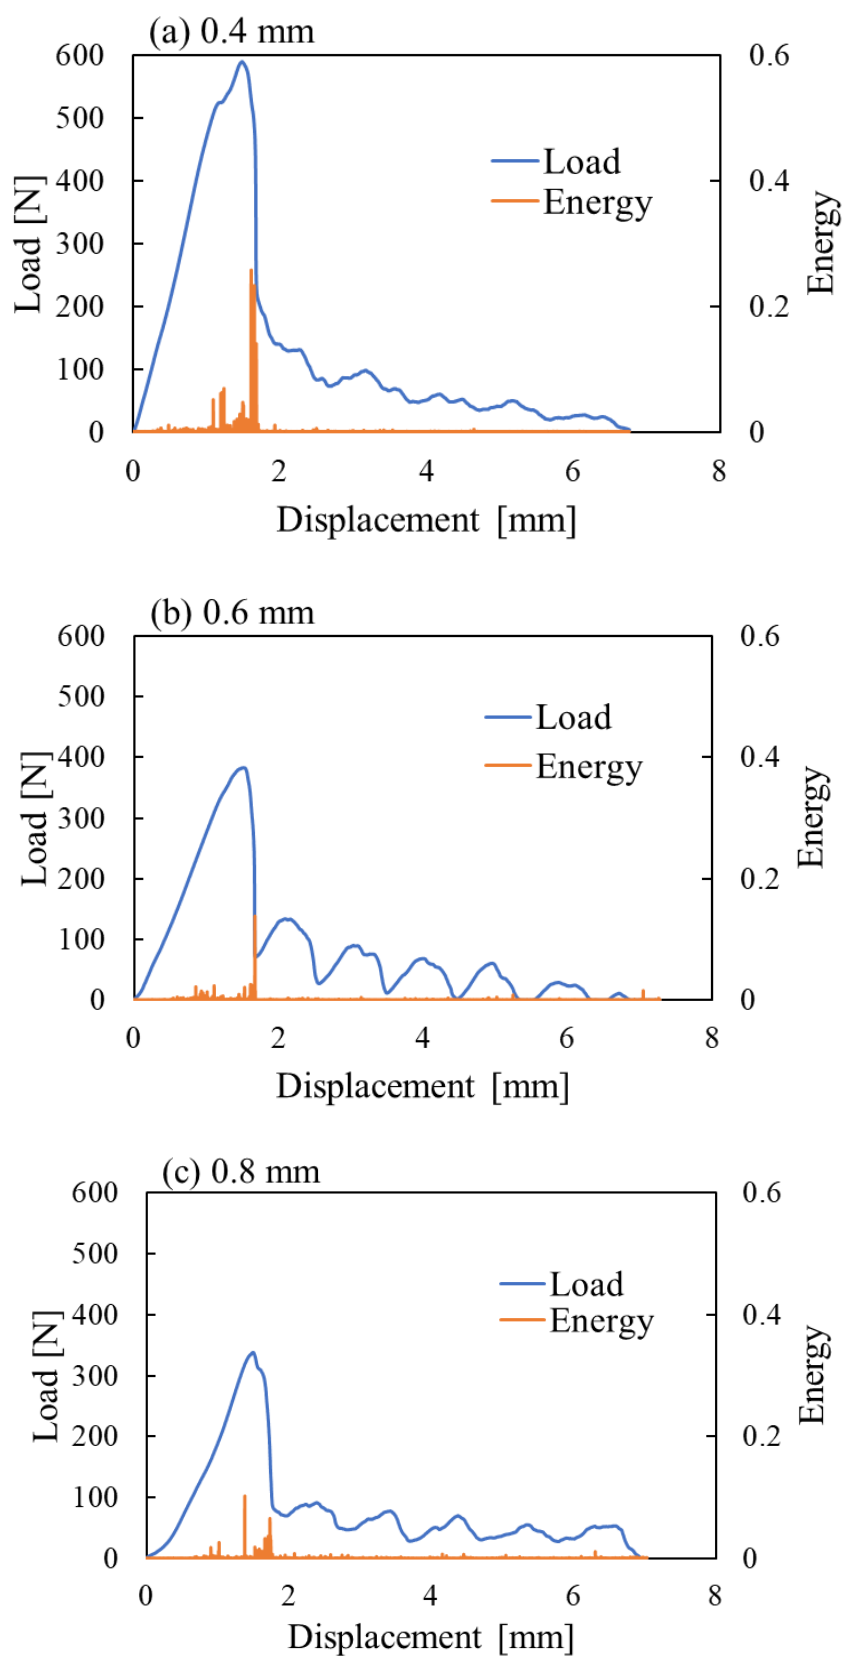 (a) 0.4 mm
600 0.6
500
Load
400 0.4
Energy
300
200 0.2
100
0 0
Load [N]
Energy
0 2 4 6 8
Displacement [mm]
(b) 0.6 mm
600 0.6
500
Load
400 0.4
Energy
300
200 0.2
100
0 0
Load [N]
Energy
0 2 4 6 8
Displacement [mm]
(c) 0.8 mm
600 0.6
500
Load
400 0.4
Energy
300
200 0.2
100
0 0
Load [N]
Energy
0 2 4 6 8
Displacement [mm]